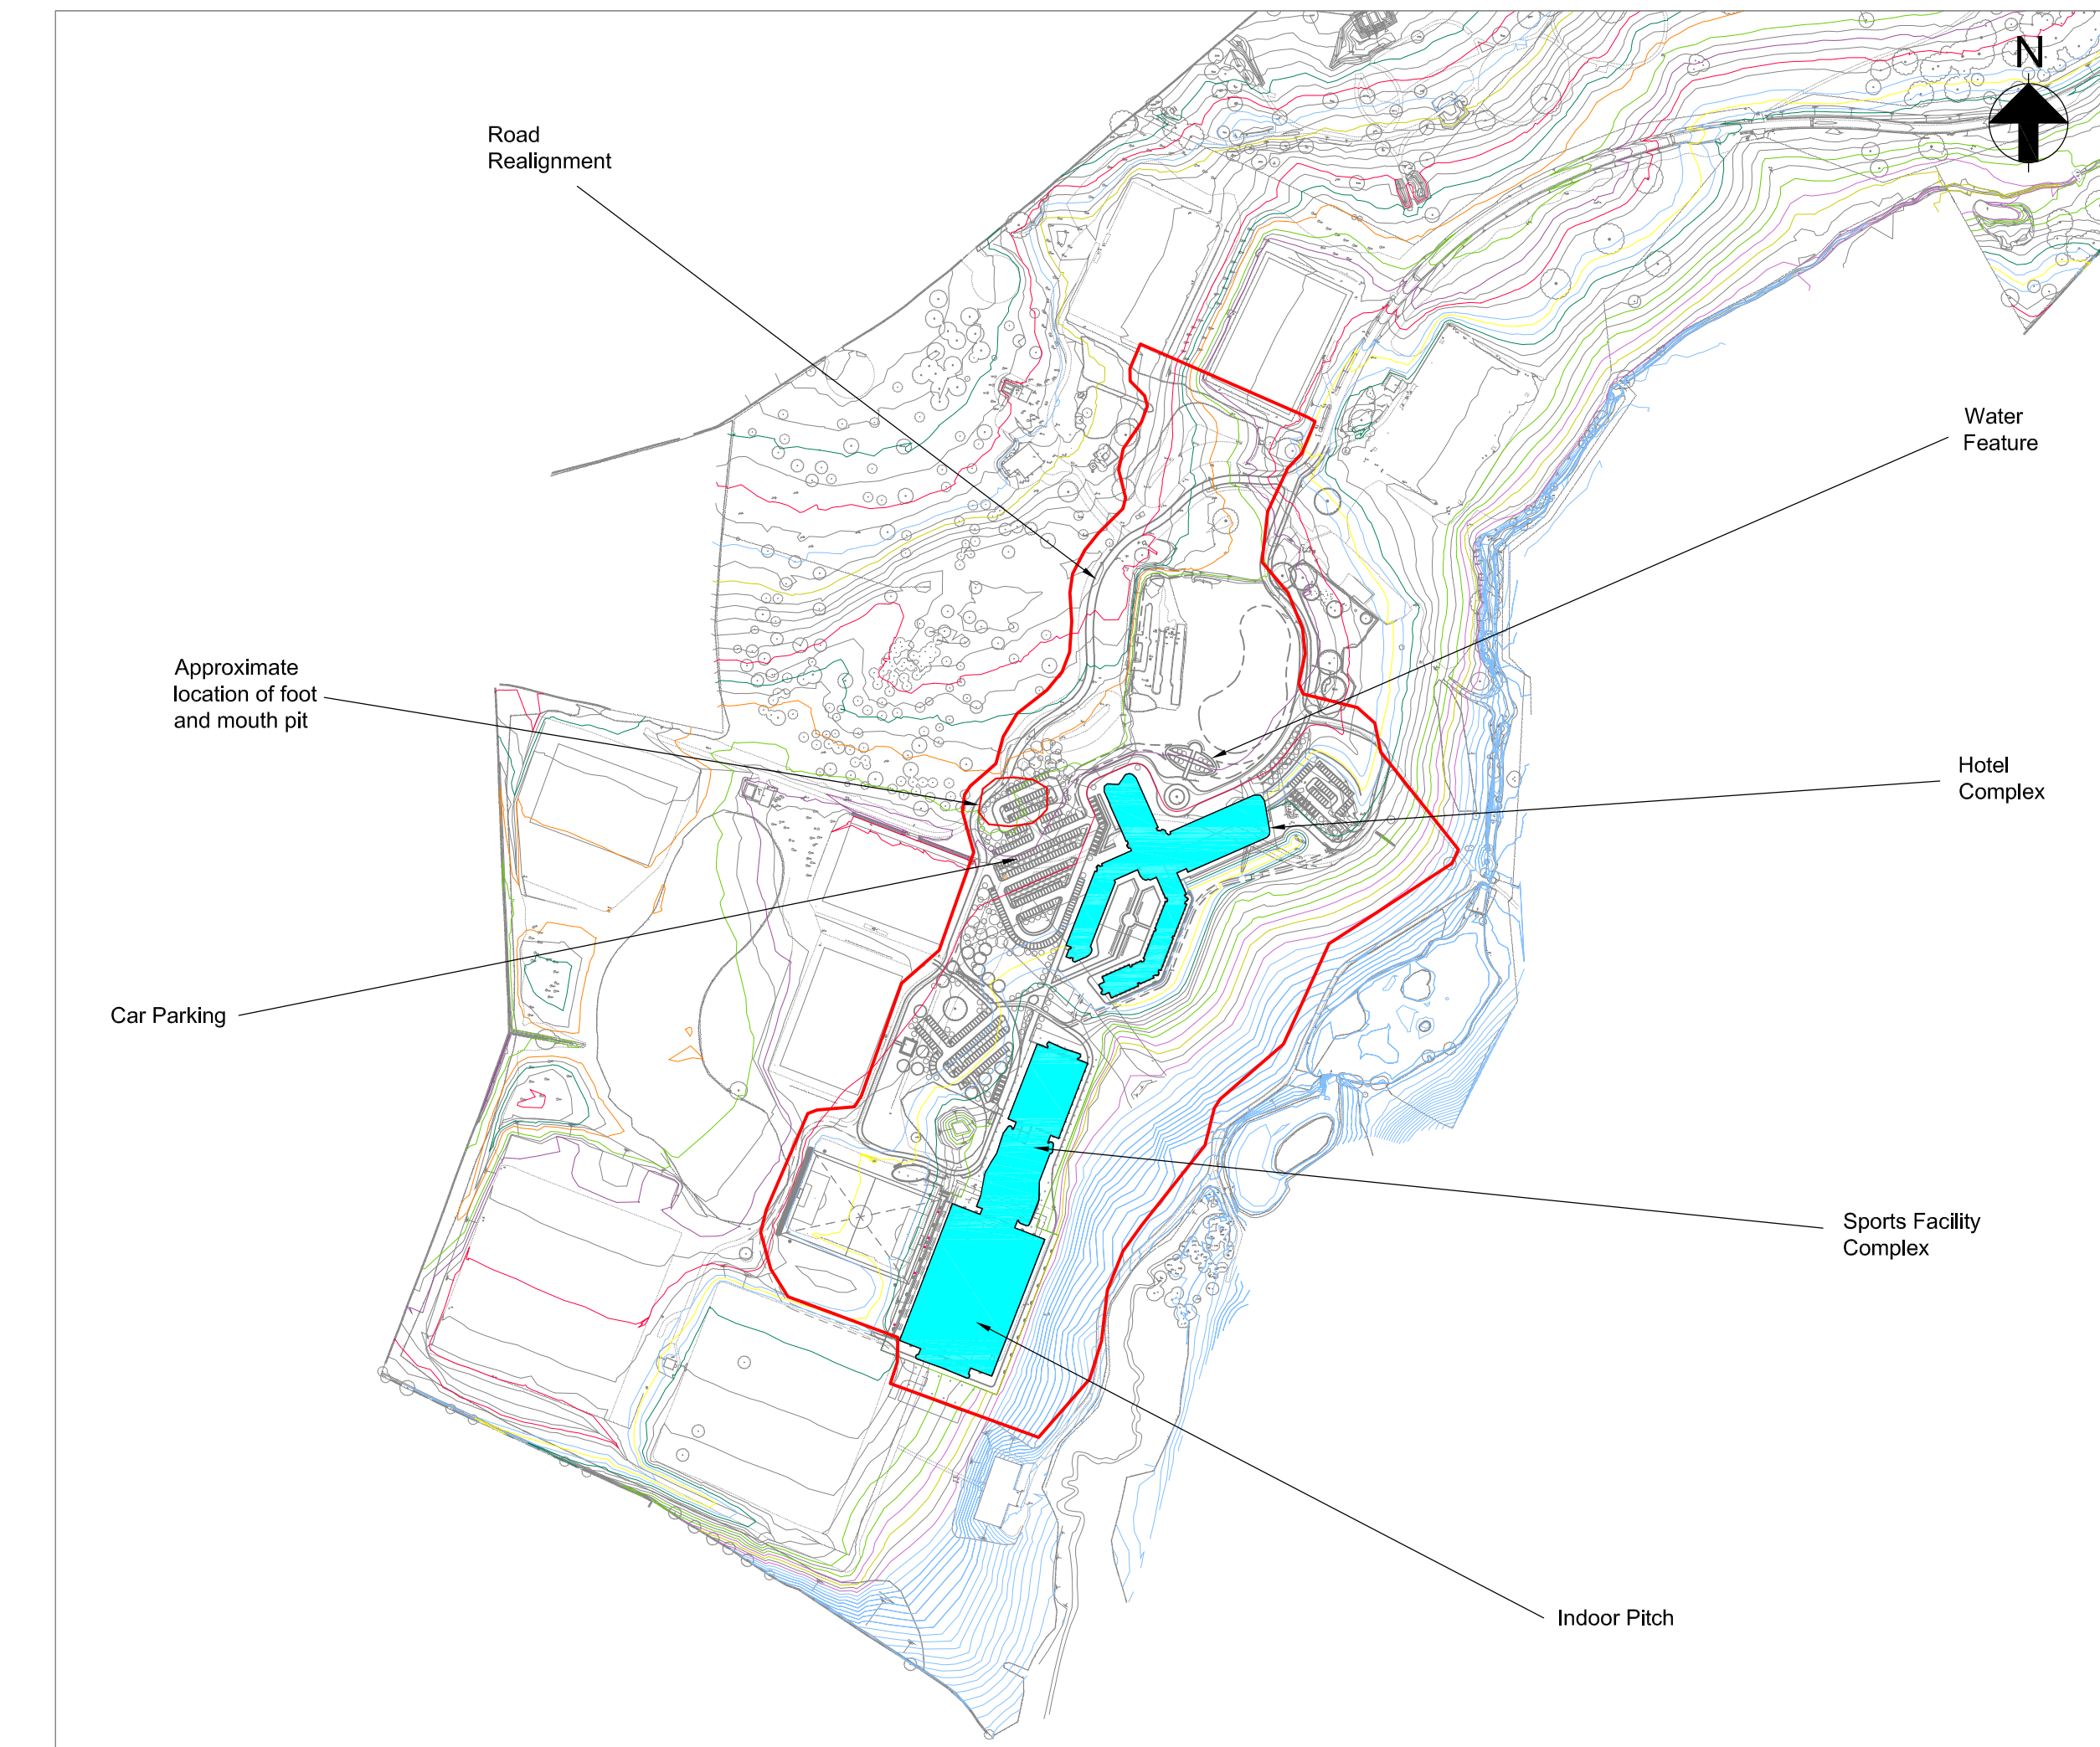 N
Road
Realignment
Water
Feature
Approximate
location of foot
and mouth pit
Hotel
Complex
Car Parking
Sports Facility
Complex
Indoor Pitch